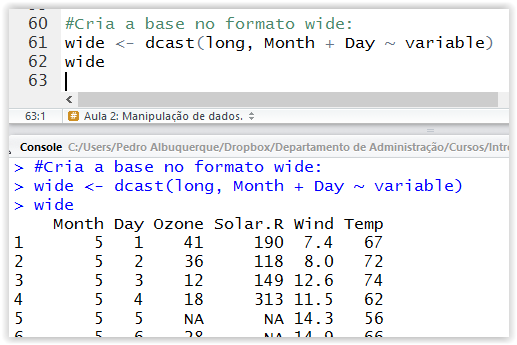 60 #Cria a base no formato wide:
61 wide <- dcast(long, Month + Day ~ variable)
62 wide
63
63:1 # Aula 2: Manipulação de dados.
Console C:/Users/Pedro Albuquerque/Dropbox/Departamento de Administração/Cursos/Intro
> #Cria a base no formato wide:
> wide <- dcast(long, Month + Day ~ variable)
> wide
Month Day Ozone Solar.R Wind Temp
1 5 1 41 190 7.4 67
2 5 2 36 118 8.0 72
3 5 3 12 149 12.6 74
4 5 4 18 313 11.5 62
5 5 5 NA NA 14.3 56
6 5 6 28 NA 14.9 66